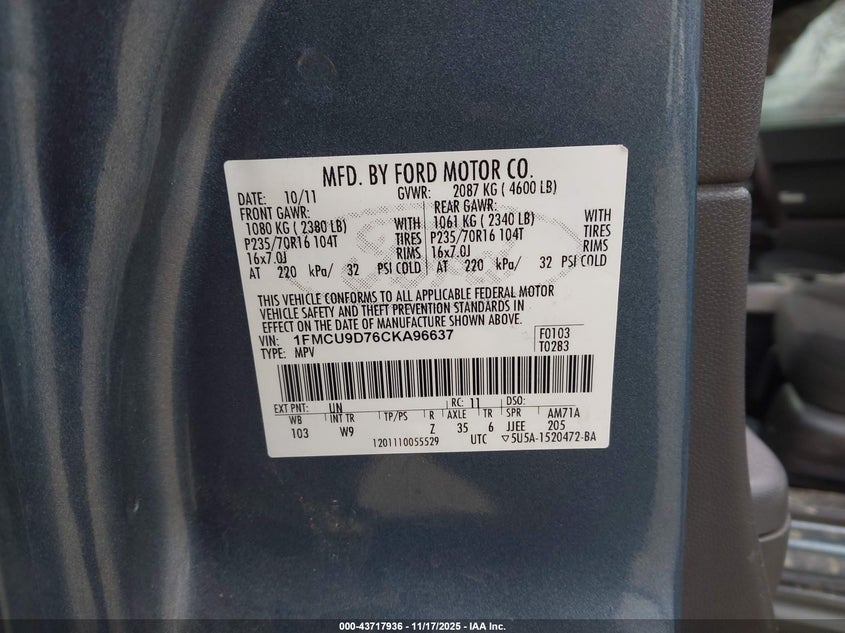 MFD. BY FORD MOTOR CO.
DATE: 10/11 GVWR: 2087 KG ( 4600 LB)
FRONT GAWR: REAR GAWR:
1080 KG ( 2380 LB) WITH 1061 KG ( 2340 LB) WITH
P235/70R16 104T TIRES P235/70R16 104T TIRES
16x7.0J RIMS 16x7.0J RIMS
AT 220 kPa/ 32 PSI COLD AT 220 kPa/ 32 PSI COLD
THIS VEHICLE CONFORMS TO ALL APPLICABLE FEDERAL MOTOR
VEHICLE SAFETY AND THEFT PREVENTION STANDARDS IN
EFFECT ON THE DATE OF MANUFACTURE SHOWN ABOVE.
VIN: 1FMCU9D76CKA96637 F0103
TYPE: MPV T0283
EXT PNT: UN RC: 11 DSO:
WB INT TR TP/PS R AXLE TR SPR AM71A
103 W9 Z 35 6 JJEE 205
1201110055529 UTC ▽5U5A-1520472-BA
000-43717936 - 11/17/2025 - IAA Inc.